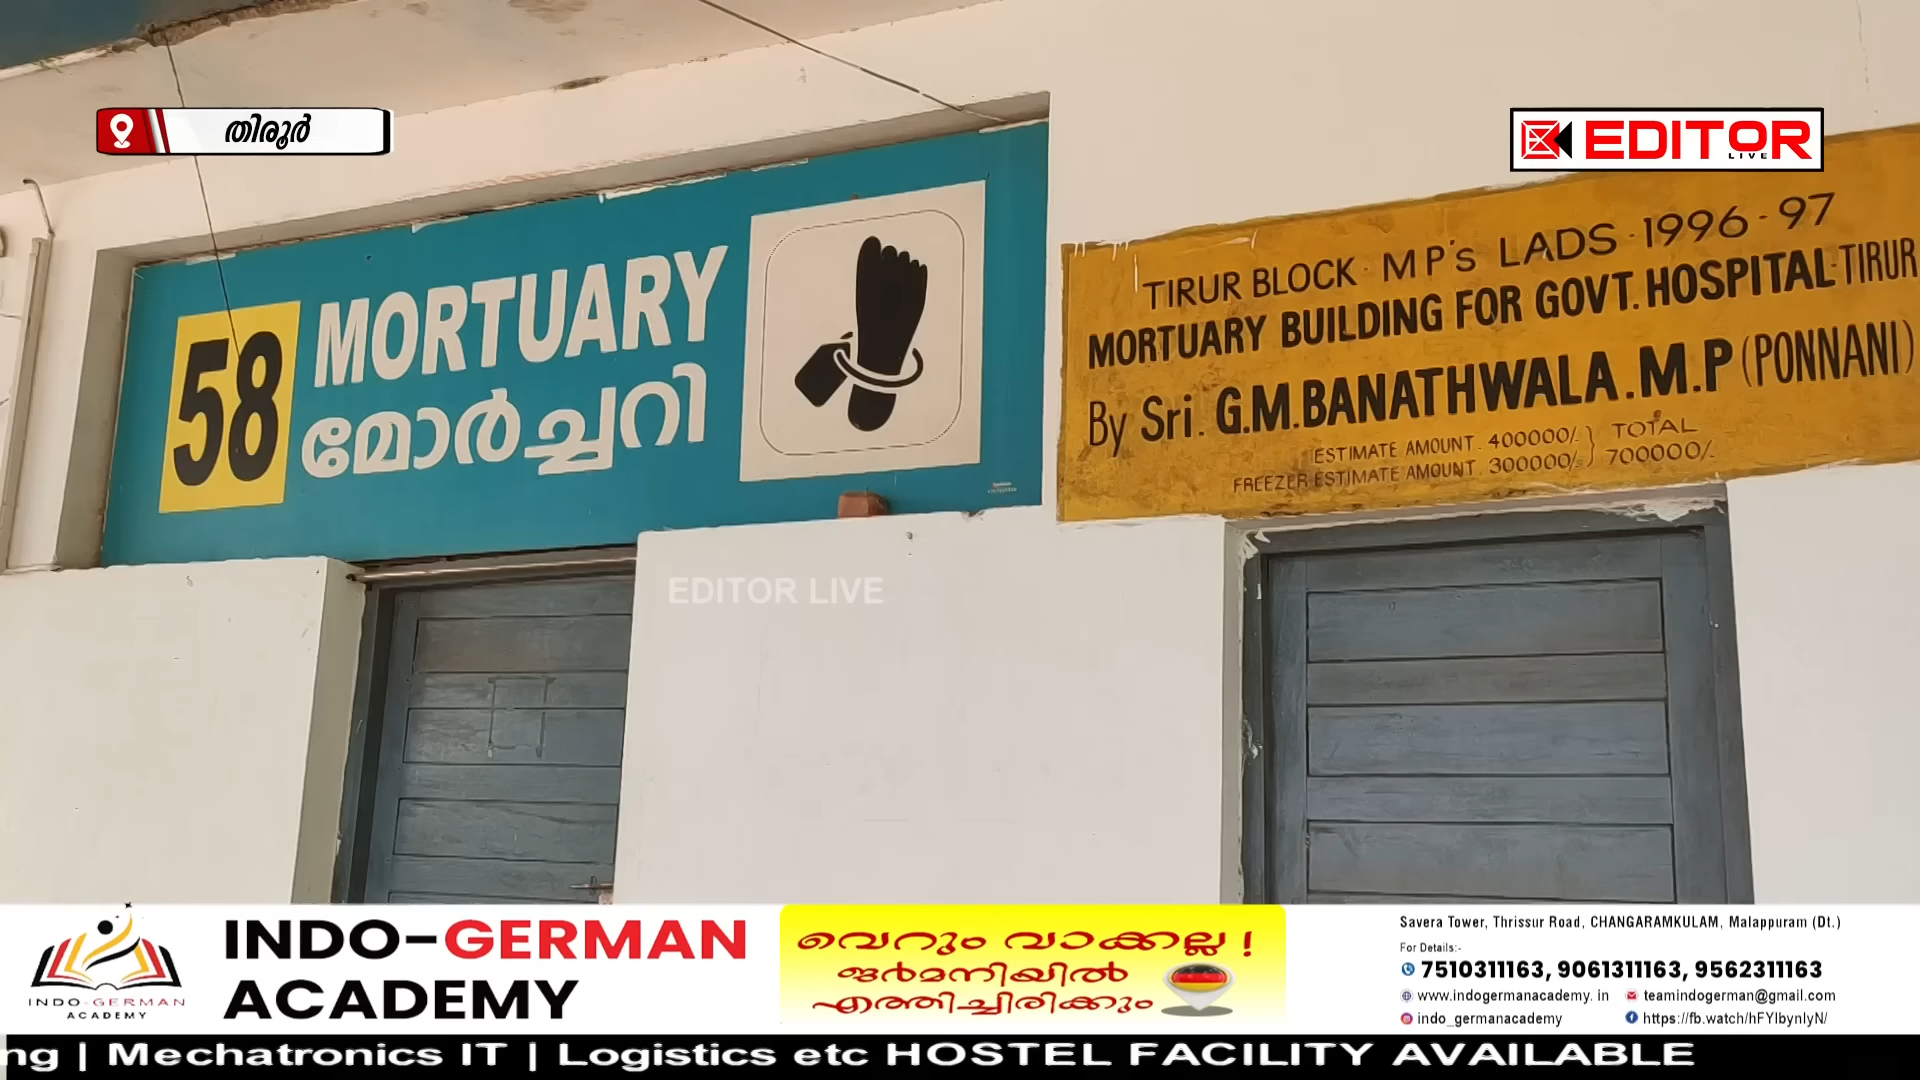 തിരൂർ
EDITOR
LIVE
58
MORTUARY
മോർച്ചറി
TIRUR BLOCK · M P's LADS · 1996 - 97
MORTUARY BUILDING FOR GOVT. HOSPITAL-TIRUR
By Sri. G.M.BANATHWALA.M.P (PONNANI)
ESTIMATE AMOUNT. 400000/-
FREEZER ESTIMATE AMOUNT. 300000/-
TOTAL
700000/-
EDITOR LIVE
INDO-GERMAN
ACADEMY
INDO-GERMAN
ACADEMY
വെറും വാക്കല്ല !
ജർമനിയിൽ
എത്തിച്ചിരിക്കും
Savera Tower, Thrissur Road, CHANGARAMKULAM, Malappuram (Dt.)
For Details:-
7510311163, 9061311163, 9562311163
www.indogermanacademy. in teamindogerman@gmail.com
indo_germanacademy https://fb.watch/hFYIbynIyN/
ng | Mechatronics IT | Logistics etc HOSTEL FACILITY AVAILABLE